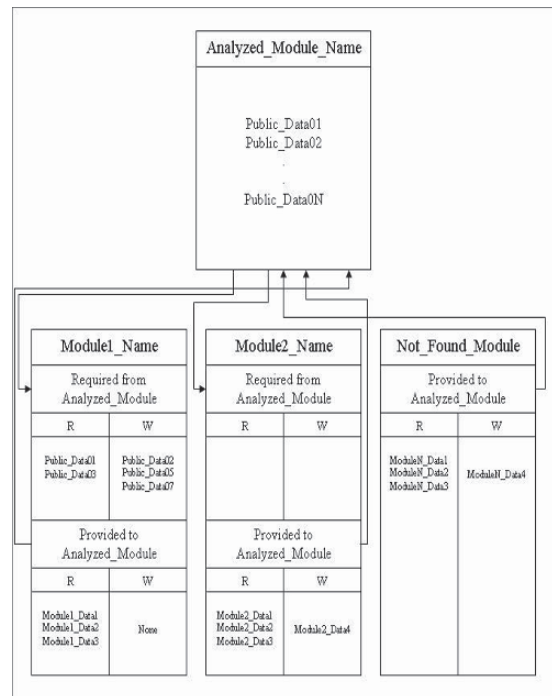 Analyzed_Module_Name
Public_Data01
Public_Data02
.
.
Public_Data0N
Module1_Name
Required from
Analyzed_Module
R
W
Public_Data01
Public_Data03
Public_Data02
Public_Data05
Public_Data07
Provided to
Analyzed_Module
R
W
Module1_Data1
Module1_Data2
Module1_Data3
None
Module2_Name
Required from
Analyzed_Module
R
W
Provided to
Analyzed_Module
R
W
Module2_Data1
Module2_Data2
Module2_Data3
Module2_Data4
Not_Found_Module
Provided to
Analyzed_Module
R
W
ModuleN_Data1
ModuleN_Data2
ModuleN_Data3
ModuleN_Data4